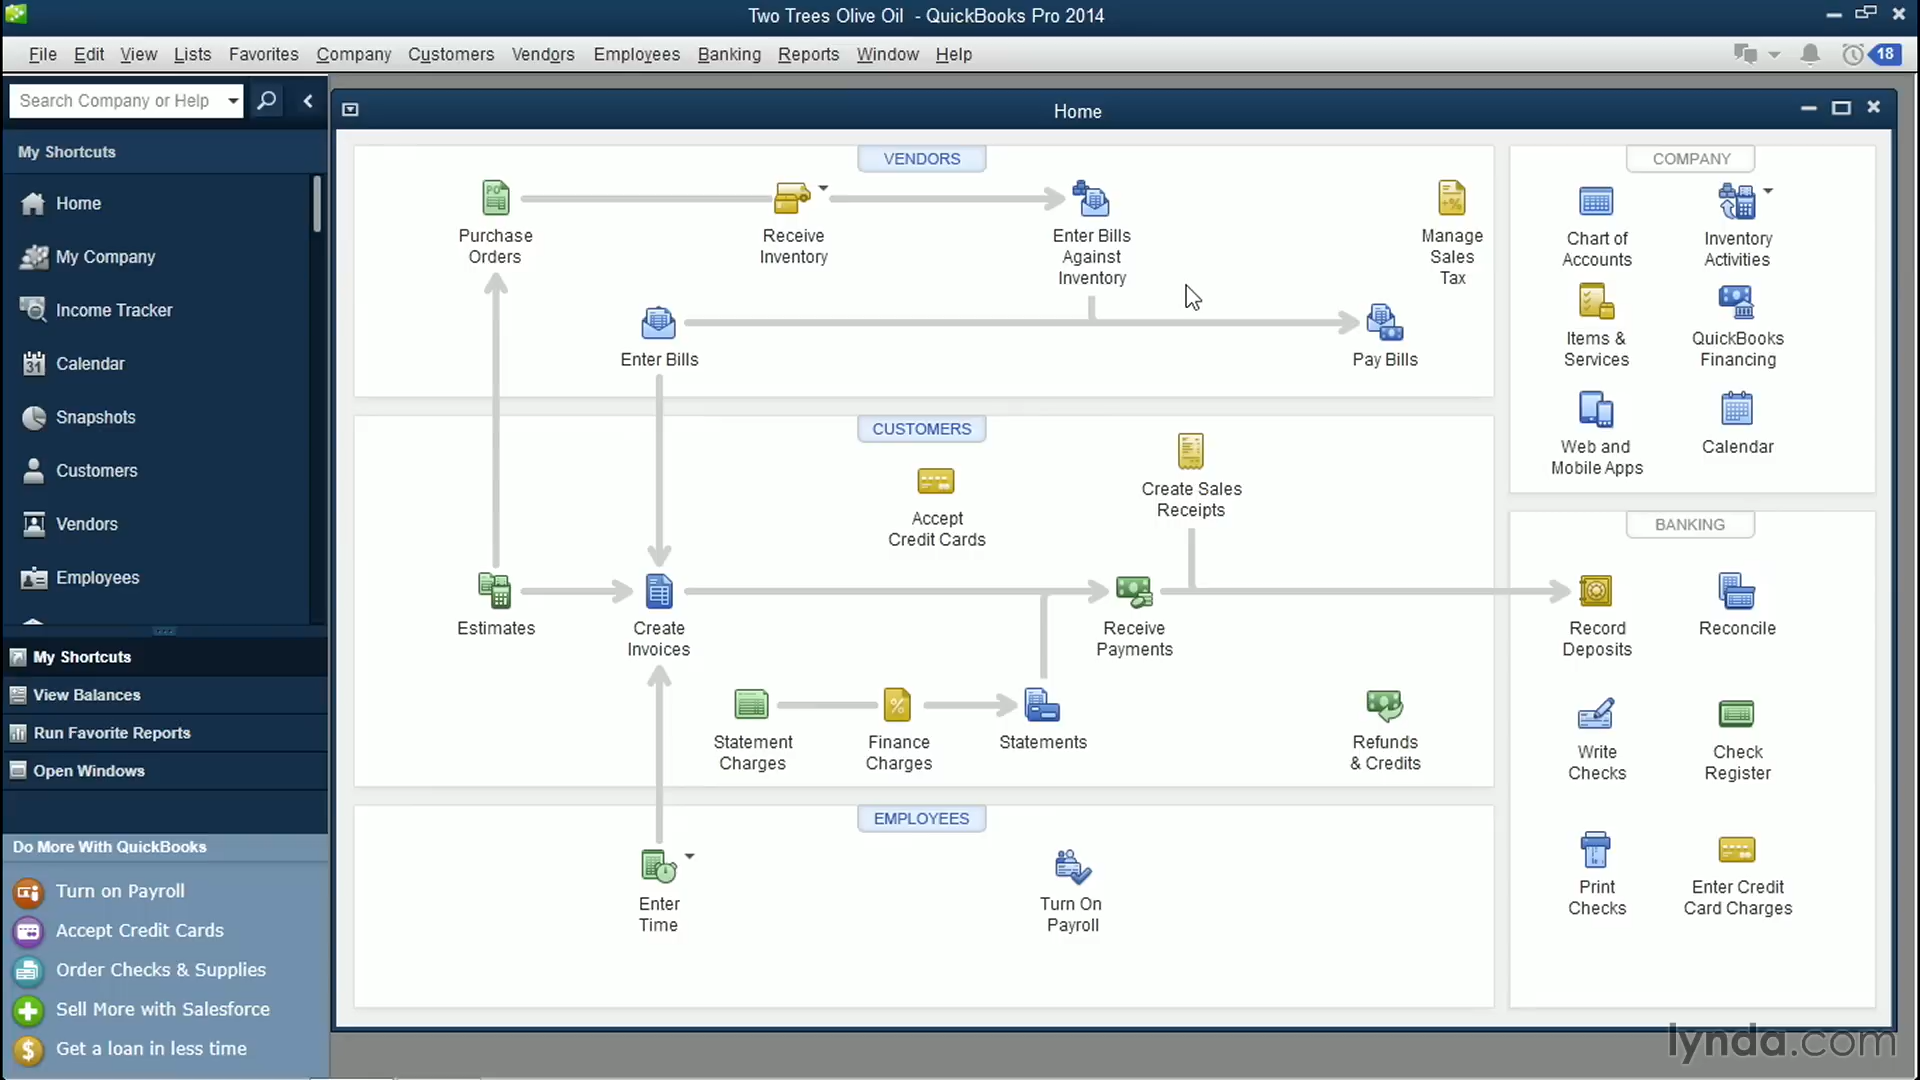 Two Trees Olive Oil - QuickBooks Pro 2014
File Edit View Lists Favorites Company Customers Vendors Employees Banking Reports Window Help
18
Search Company or Help
My Shortcuts
Home
My Company
Income Tracker
31
Calendar
Snapshots
Customers
Vendors
Employees
My Shortcuts
View Balances
Run Favorite Reports
Open Windows
Do More With QuickBooks
Turn on Payroll
Accept Credit Cards
Order Checks & Supplies
Sell More with Salesforce
Get a loan in less time
Home
VENDORS
PO
Purchase
Orders
Receive
Inventory
Enter Bills
Against
Inventory
Manage
Sales
Tax
Enter Bills
Pay Bills
CUSTOMERS
Accept
Credit Cards
Create Sales
Receipts
Estimates
Create
Invoices
Receive
Payments
Statement
Charges
Finance
Charges
Statements
Refunds
& Credits
EMPLOYEES
Enter
Time
Turn On
Payroll
COMPANY
Chart of
Accounts
Inventory
Activities
Items &
Services
QuickBooks
Financing
Web and
Mobile Apps
Calendar
BANKING
Record
Deposits
Reconcile
Write
Checks
Check
Register
Print
Checks
Enter Credit
Card Charges
lynda.com